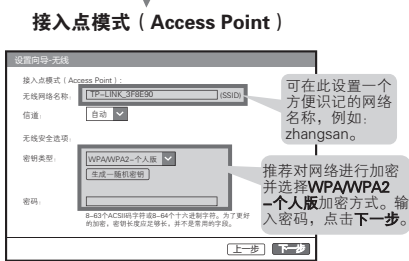 接入点模式（Access Point）
设置向导-无线
接入点模式（Access Point）：
无线网络名称： TP-LINK_3F8E90 (SSID)
信道： 自动
无线安全选项：
密钥类型： WPA/WPA2-个人版
生成一随机密钥
密码：
8-63个ACSII码字符或8-64个十六进制字符。为了更好
的加密，密钥长度应足够长，并不是常用的字段。
上一步 下一步
可在此设置一个
方便识记的网络
名称，例如：
zhangsan。
推荐对网络进行加密
并选择WPA/WPA2
-个人版加密方式。输
入密码，点击下一步。